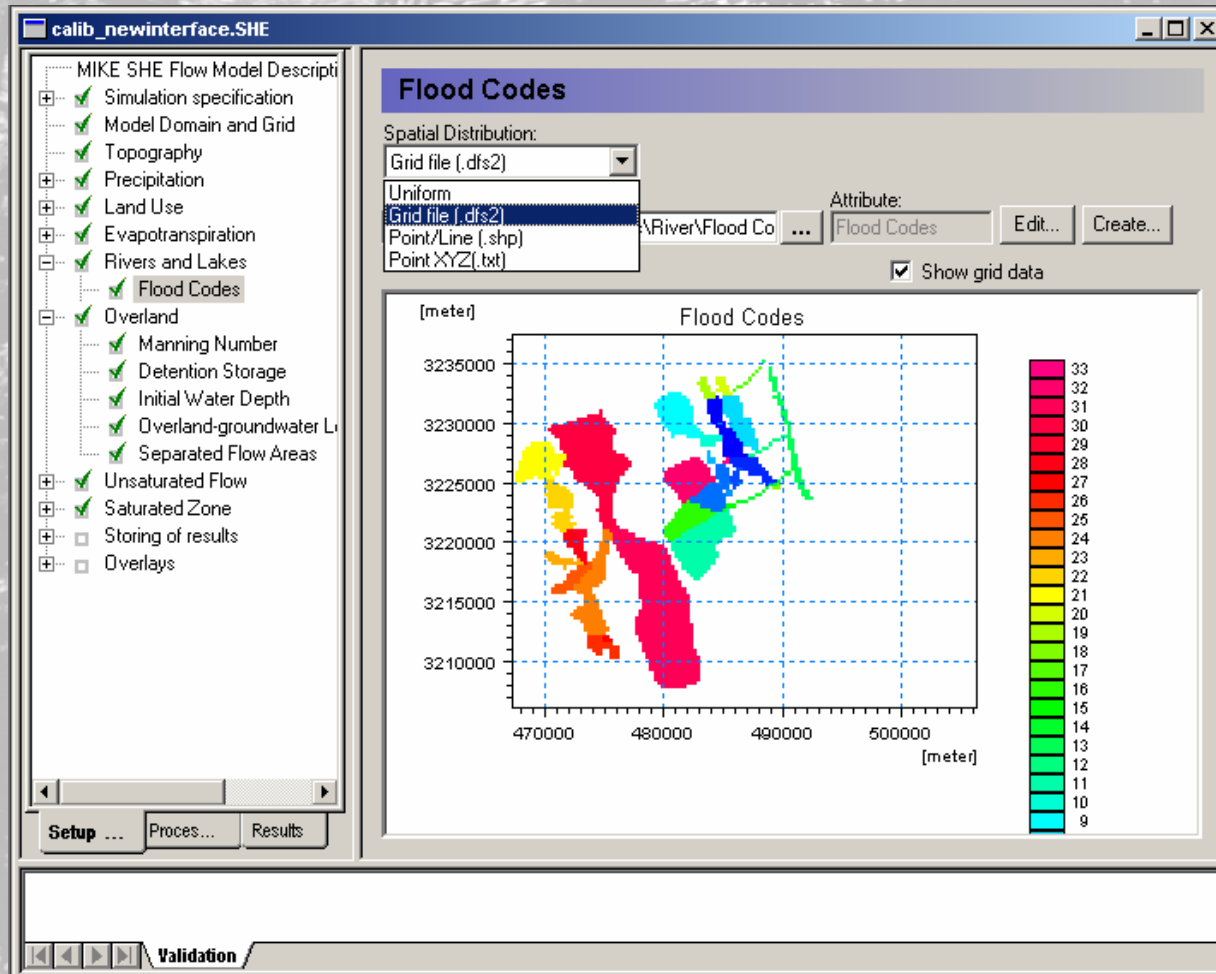 calib_newinterface.SHE
MIKE SHE Flow Model Descripti
Simulation specification
Model Domain and Grid
Topography
Precipitation
Land Use
Evapotranspiration
Rivers and Lakes
Flood Codes
Overland
Manning Number
Detention Storage
Initial Water Depth
Overland-groundwater L
Separated Flow Areas
Unsaturated Flow
Saturated Zone
Storing of results
Overlays
Setup ...
Proces...
Results
Flood Codes
Spatial Distribution:
Grid file (.dfs2)
Uniform
Grid file (.dfs2)
Point/Line (.shp)
Point XYZ(.txt)
\River\Flood Co
...
Attribute:
Flood Codes
Edit...
Create...
Show grid data
[meter]
Flood Codes
3235000
3230000
3225000
3220000
3215000
3210000
470000 480000 490000 500000
[meter]
33
32
31
30
29
28
27
26
25
24
23
22
21
20
19
18
17
16
15
14
13
12
11
10
9
Validation